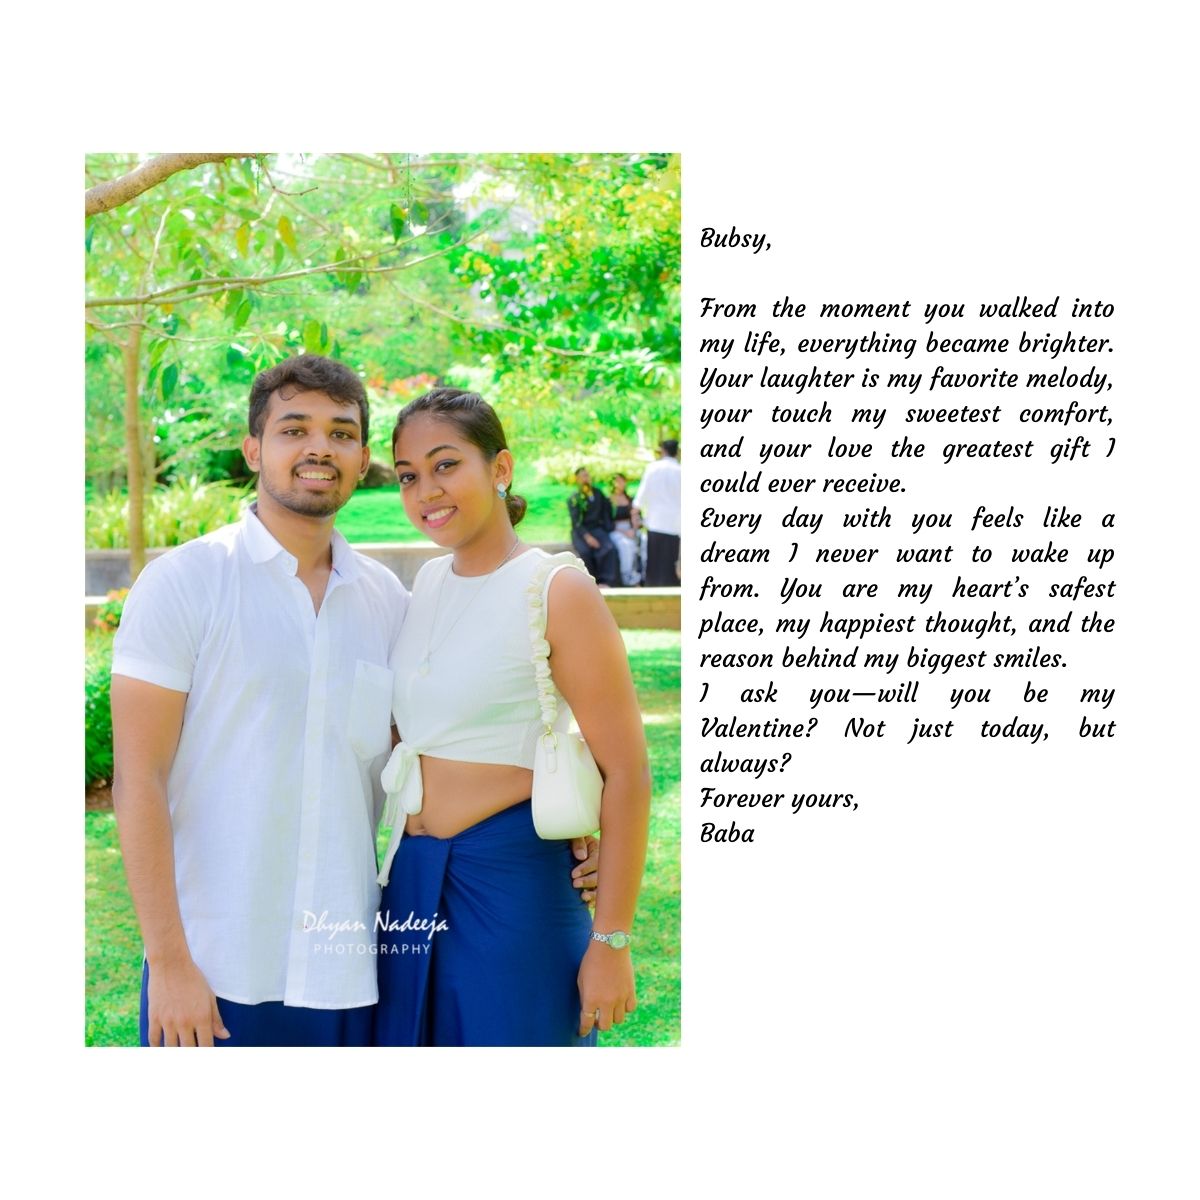 Bubsy,
From the moment you walked into
my life, everything became brighter.
Your laughter is my favorite melody,
your touch my sweetest comfort,
and your love the greatest gift I
could ever receive.
Every day with you feels like a
dream I never want to wake up
from. You are my heart’s safest
place, my happiest thought, and the
reason behind my biggest smiles.
I ask you—will you be my
Valentine? Not just today, but
always?
Forever yours,
Baba
Dhyan Nadeeja
PHOTOGRAPHY